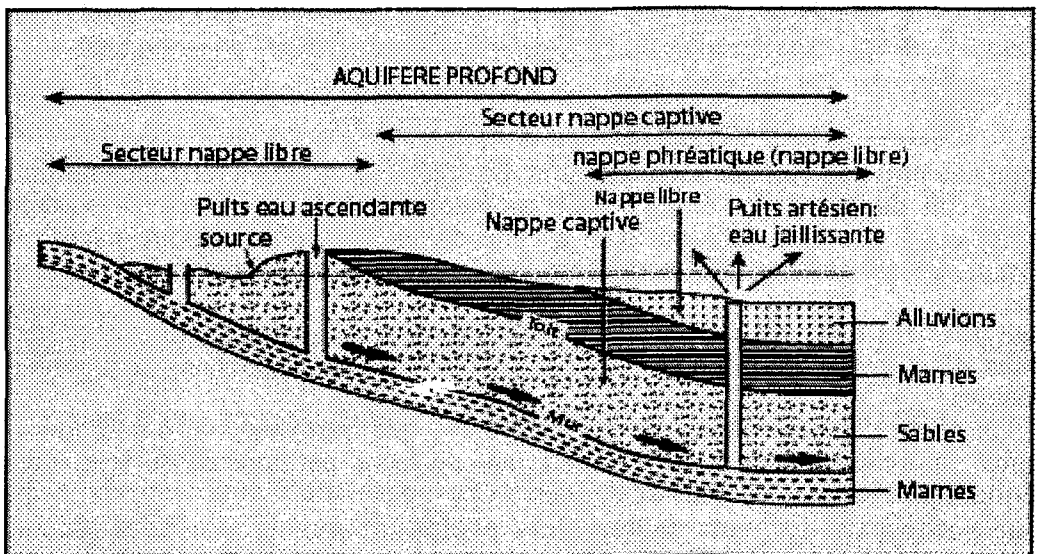 AQUIFERE PROFOND
Secteur nappe captive
Secteur nappe libre
nappe phréatique (nappe libre)
Puits eau ascendante
source
Nappe captive
Nappe libre
Puits artésien:
eau jaillissante
Toit
Mur
Alluvions
Marnes
Sables
Marnes